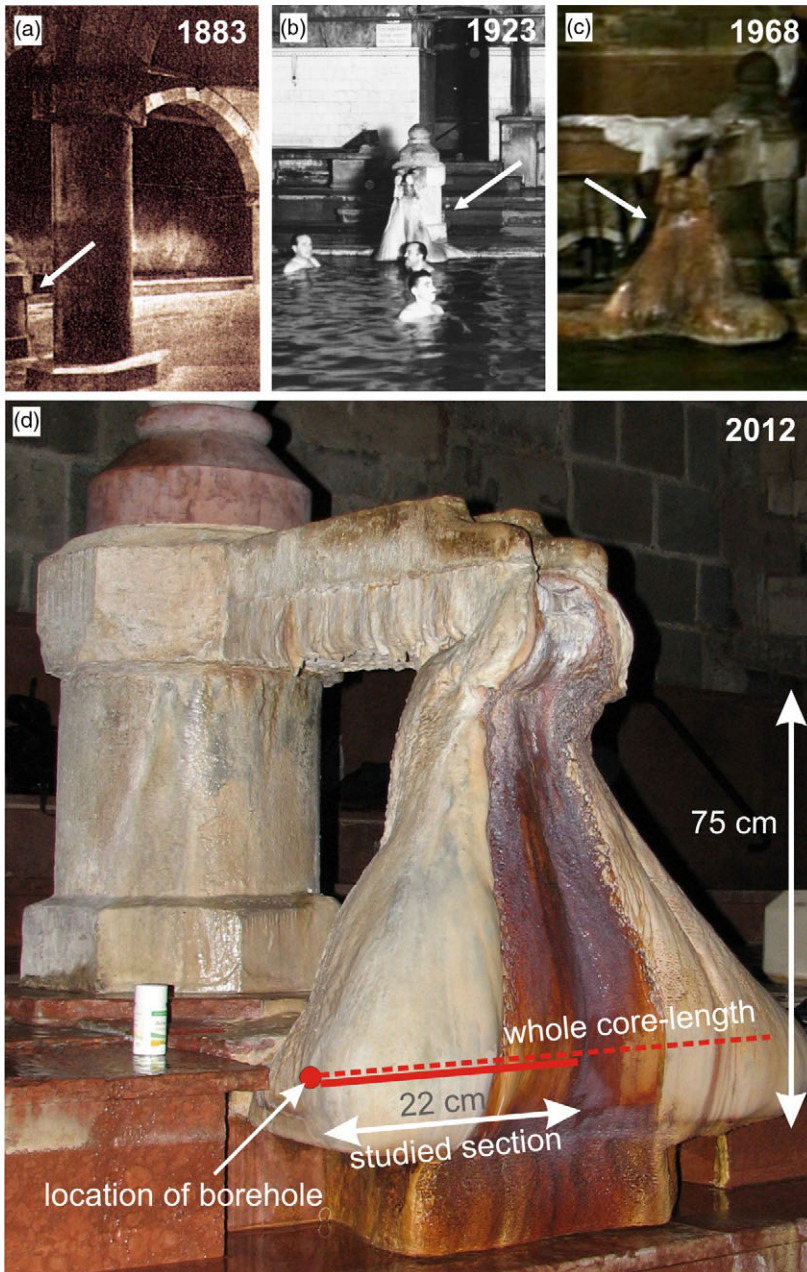 (a)
1883
(b)
1923
(c)
1968
(d)
2012
75 cm
whole core-length
22 cm
studied section
location of borehole